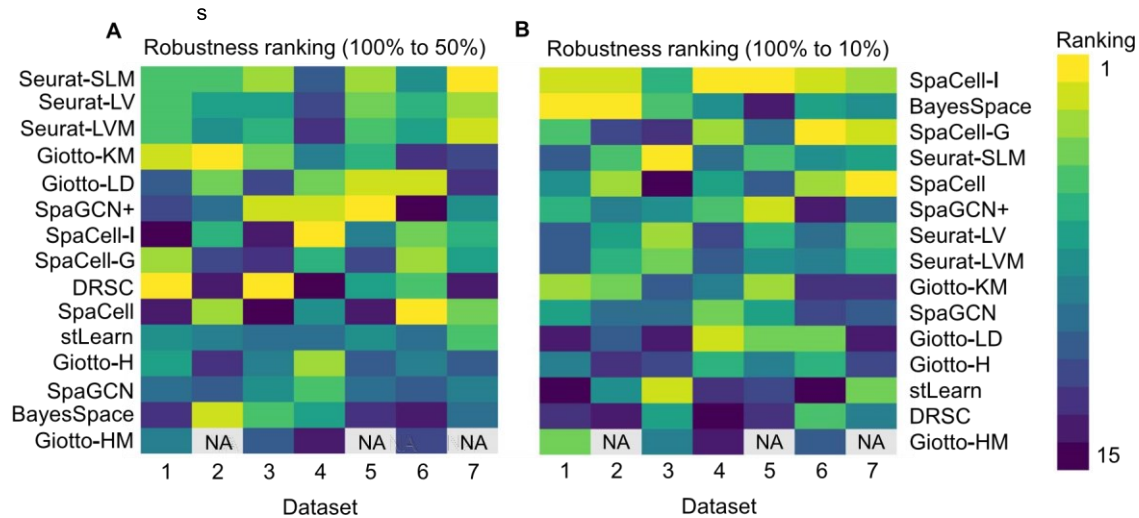 s
A
Robustness ranking (100% to 50%)
Seurat-SLM
Seurat-LV
Seurat-LVM
Giotto-KM
Giotto-LD
SpaGCN+
SpaCell-I
SpaCell-G
DRSC
SpaCell
stLearn
Giotto-H
SpaGCN
BayesSpace
Giotto-HM
NA NA NA
1 2 3 4 5 6 7
Dataset
B
Robustness ranking (100% to 10%)
SpaCell-I
BayesSpace
SpaCell-G
Seurat-SLM
SpaCell
SpaGCN+
Seurat-LV
Seurat-LVM
Giotto-KM
SpaGCN
Giotto-LD
Giotto-H
stLearn
DRSC
NA NA NA Giotto-HM
1 2 3 4 5 6 7
Dataset
Ranking
1
15